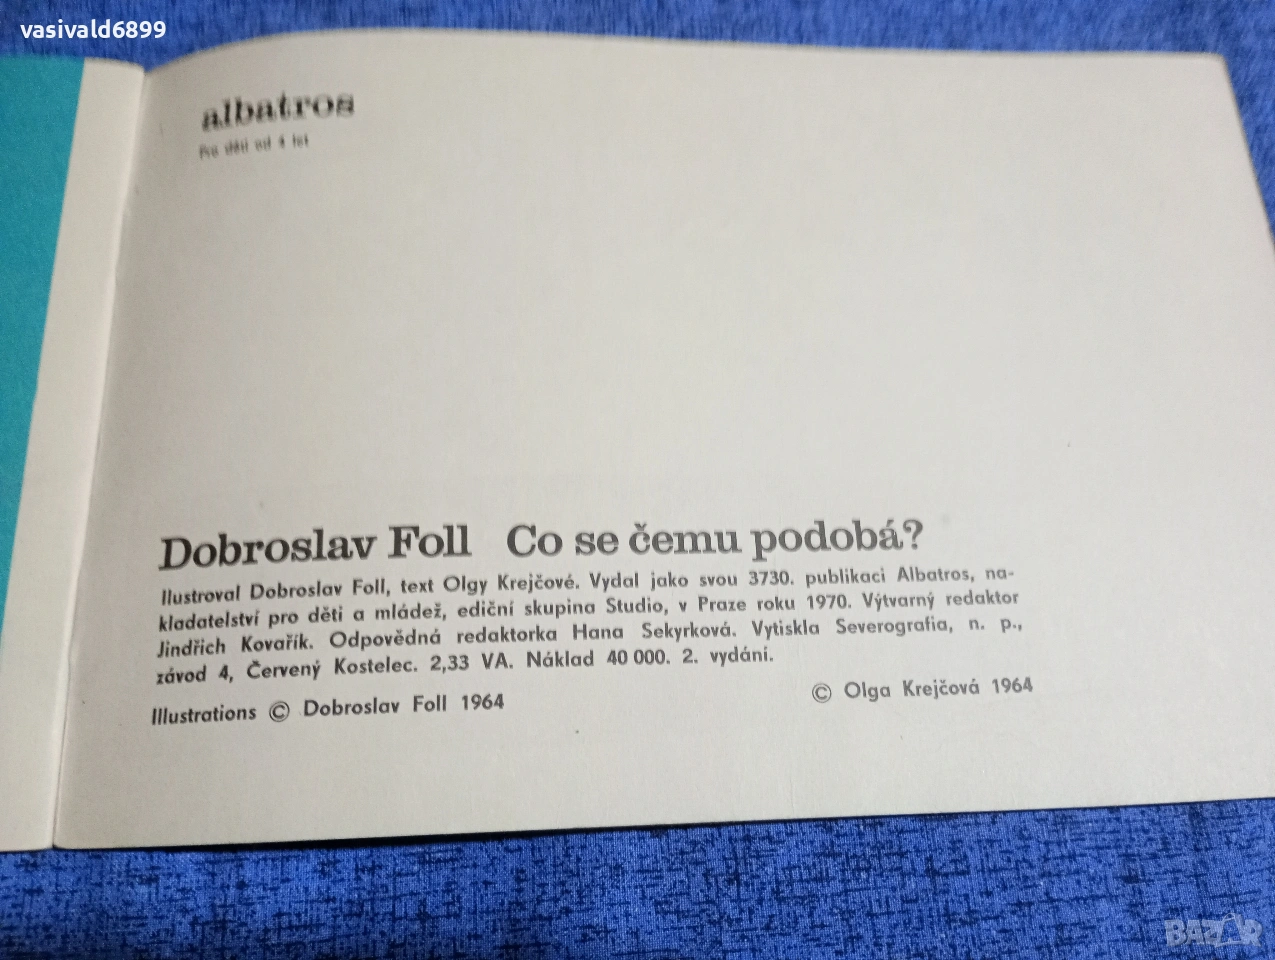 vasivald6899
albatros
Pro děti od 4 let
Dobroslav Foll Co se čemu podobá?
Ilustroval Dobroslav Foll, text Olgy Krejčové. Vydal jako svou 3730. publikaci Albatros, na-
kladatelství pro děti a mládež, ediční skupina Studio, v Praze roku 1970. Výtvarný redaktor
Jindřich Kovařík. Odpovědná redaktorka Hana Sekyrková. Vytiskla Severografia, n. p.,
závod 4, Červený Kostelec. 2,33 VA. Náklad 40 000. 2. vydání.
Illustrations © Dobroslav Foll 1964
© Olga Krejčová 1964
BAZAR